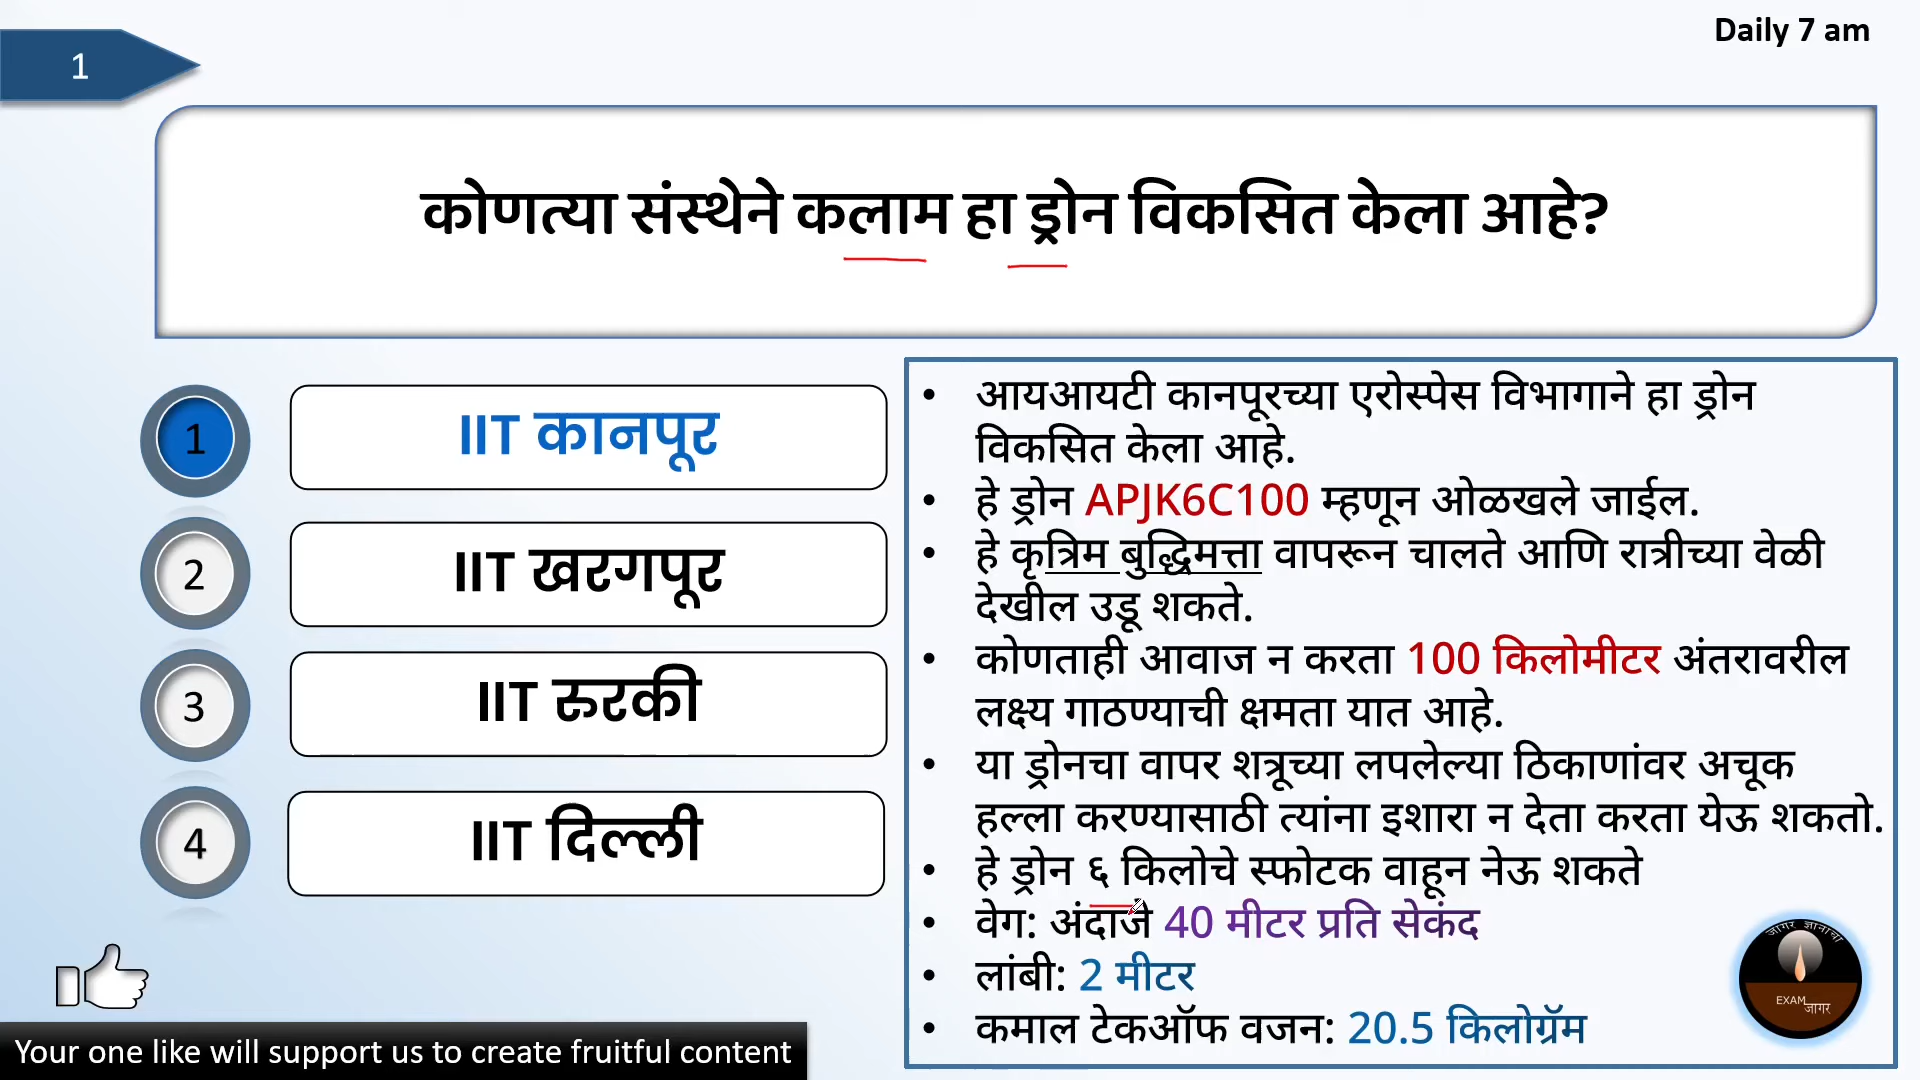 Daily 7 am
1
कोणत्या संस्थेने कलाम हा ड्रोन विकसित केला आहे?
1
IIT कानपूर
2
IIT खरगपूर
3
IIT रुरकी
4
IIT दिल्ली
• आयआयटी कानपूरच्या एरोस्पेस विभागाने हा ड्रोन
विकसित केला आहे.
• हे ड्रोन APJK6C100 म्हणून ओळखले जाईल.
• हे कृत्रिम बुद्धिमत्ता वापरून चालते आणि रात्रीच्या वेळी
देखील उडू शकते.
• कोणताही आवाज न करता 100 किलोमीटर अंतरावरील
लक्ष्य गाठण्याची क्षमता यात आहे.
• या ड्रोनचा वापर शत्रूच्या लपलेल्या ठिकाणांवर अचूक
हल्ला करण्यासाठी त्यांना इशारा न देता करता येऊ शकतो.
• हे ड्रोन ६ किलोचे स्फोटक वाहून नेऊ शकते
• वेग: अंदाजे 40 मीटर प्रति सेकंद
• लांबी: 2 मीटर
• कमाल टेकऑफ वजन: 20.5 किलोग्रॅम
जागर ज्ञानाचा
EXAM जागर
Your one like will support us to create fruitful content